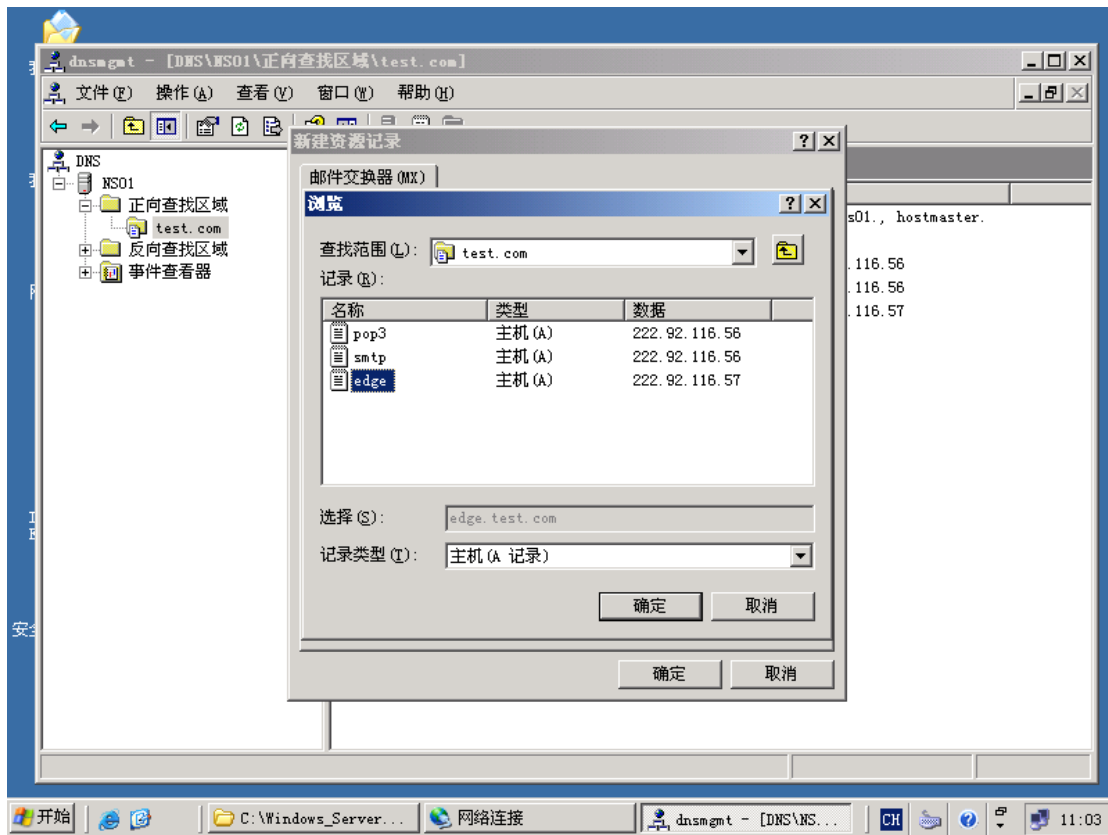 dnsmgmt - [DNS\NS01\正向查找区域\test.com]
文件(F) 操作(A) 查看(V) 窗口(W) 帮助(H)
新建资源记录
DNS
NS01
正向查找区域
test.com
反向查找区域
事件查看器
邮件交换器(MX)
浏览
查找范围(L): test.com
记录(R):
名称 类型 数据
pop3 主机(A) 222.92.116.56
smtp 主机(A) 222.92.116.56
edge 主机(A) 222.92.116.57
选择(S): edge.test.com
记录类型(T): 主机(A 记录)
确定 取消
确定 取消
s01., hostmaster.
.116.56
.116.56
.116.57
安全
开始 C:\Windows_Server... 网络连接 dnsmgmt - [DNS\NS... CH 11:03